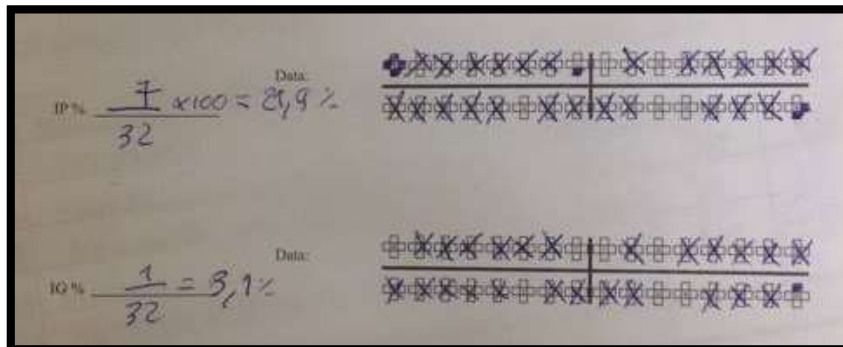 Data:
IP % 7/32 x100 = 21,9 %
Data:
IG % 1/32 = 3,1%